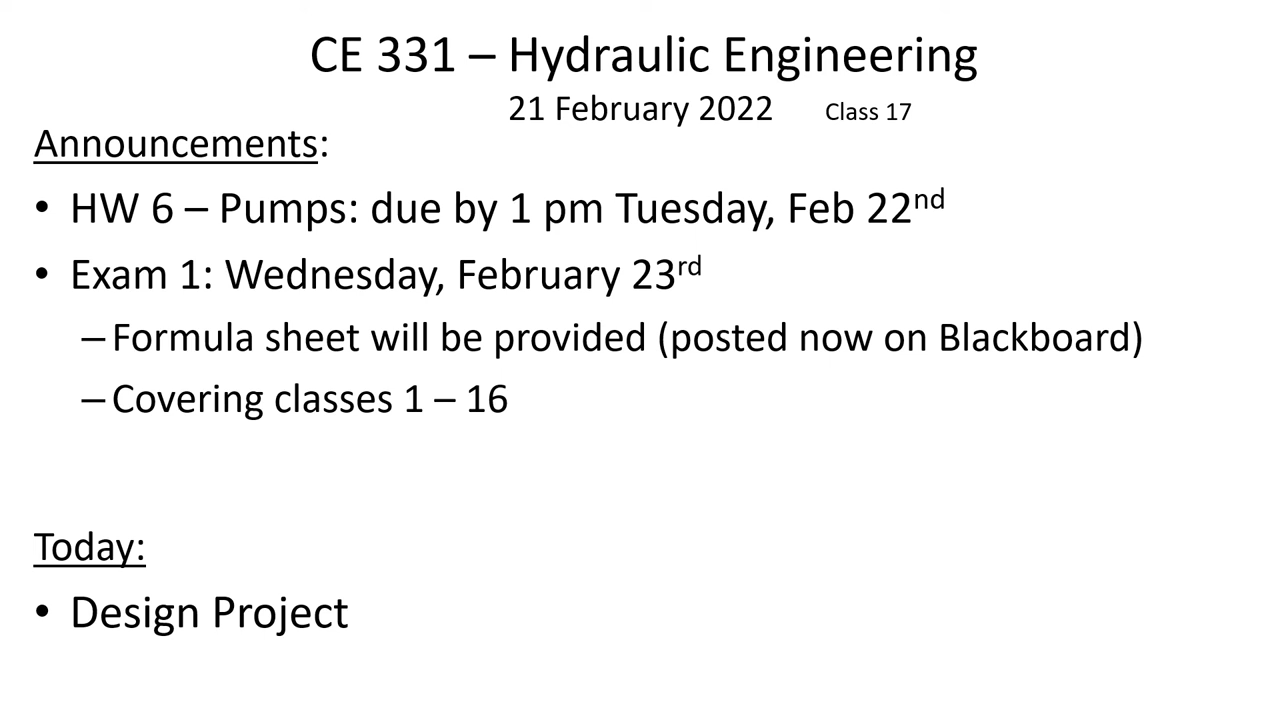 CE 331 – Hydraulic Engineering
21 February 2022 Class 17
Announcements:
• HW 6 – Pumps: due by 1 pm Tuesday, Feb 22nd
• Exam 1: Wednesday, February 23rd
– Formula sheet will be provided (posted now on Blackboard)
– Covering classes 1 – 16
Today:
• Design Project